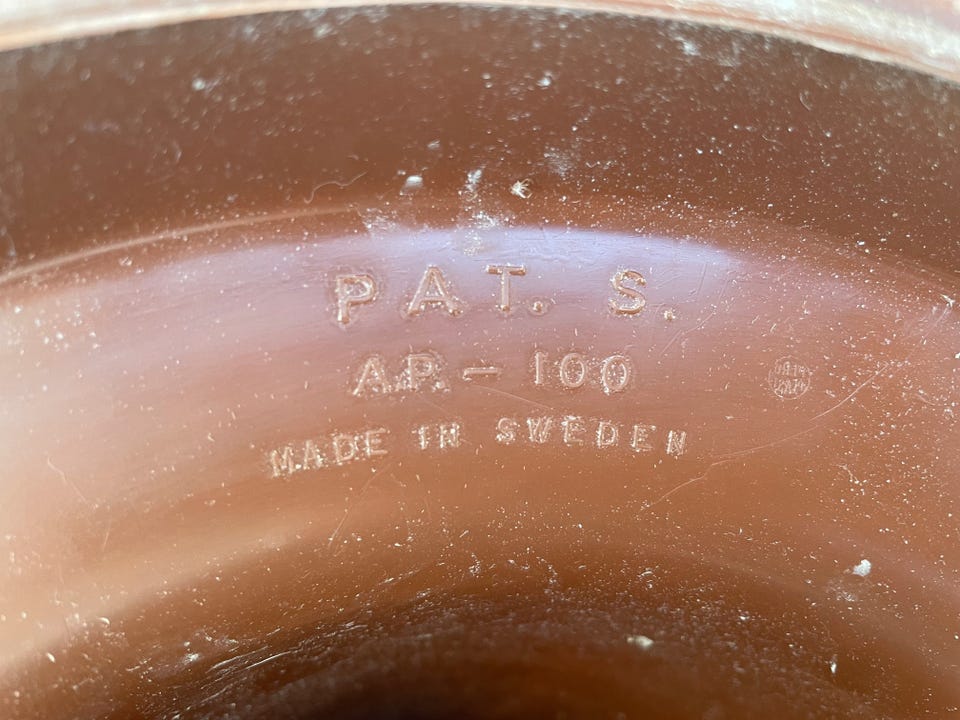 PAT. S.
A.P. – 100
MADE IN SWEDEN